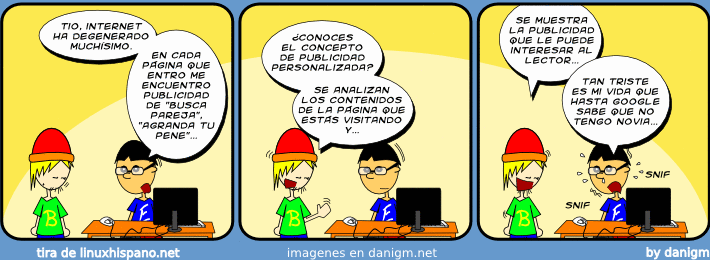 TIO, INTERNET
HA DEGENERADO
MUCHÍSIMO.
EN CADA
PÁGINA QUE
ENTRO ME
ENCUENTRO
PUBLICIDAD
DE "BUSCA
PAREJA",
"AGRANDA TU
PENE"...
B
E
¿CONOCES
EL CONCEPTO
DE PUBLICIDAD
PERSONALIZADA?
SE ANALIZAN
LOS CONTENIDOS
DE LA PÁGINA QUE
ESTÁS VISITANDO
Y...
B
E
SE MUESTRA
LA PUBLICIDAD
QUE LE PUEDE
INTERESAR AL
LECTOR...
TAN TRISTE
ES MI VIDA QUE
HASTA GOOGLE
SABE QUE NO
TENGO NOVIA...
SNIF
SNIF
B
E
tira de linuxhispano.net
imagenes en danigm.net
by danigm